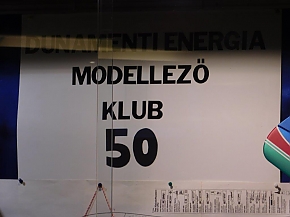 DUNAMENTI ENERGIA
MODELLEZŐ
KLUB
50